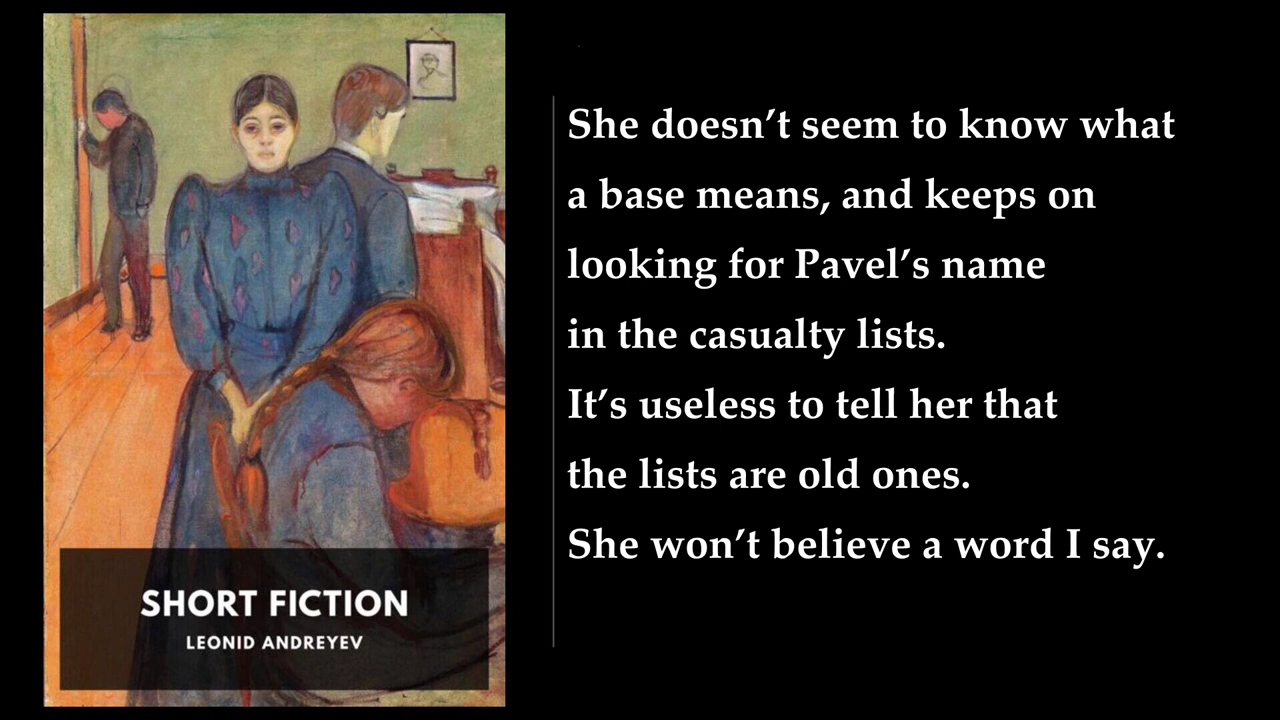 SHORT FICTION
LEONID ANDREYEV
She doesn’t seem to know what
a base means, and keeps on
looking for Pavel’s name
in the casualty lists.
It’s useless to tell her that
the lists are old ones.
She won’t believe a word I say.